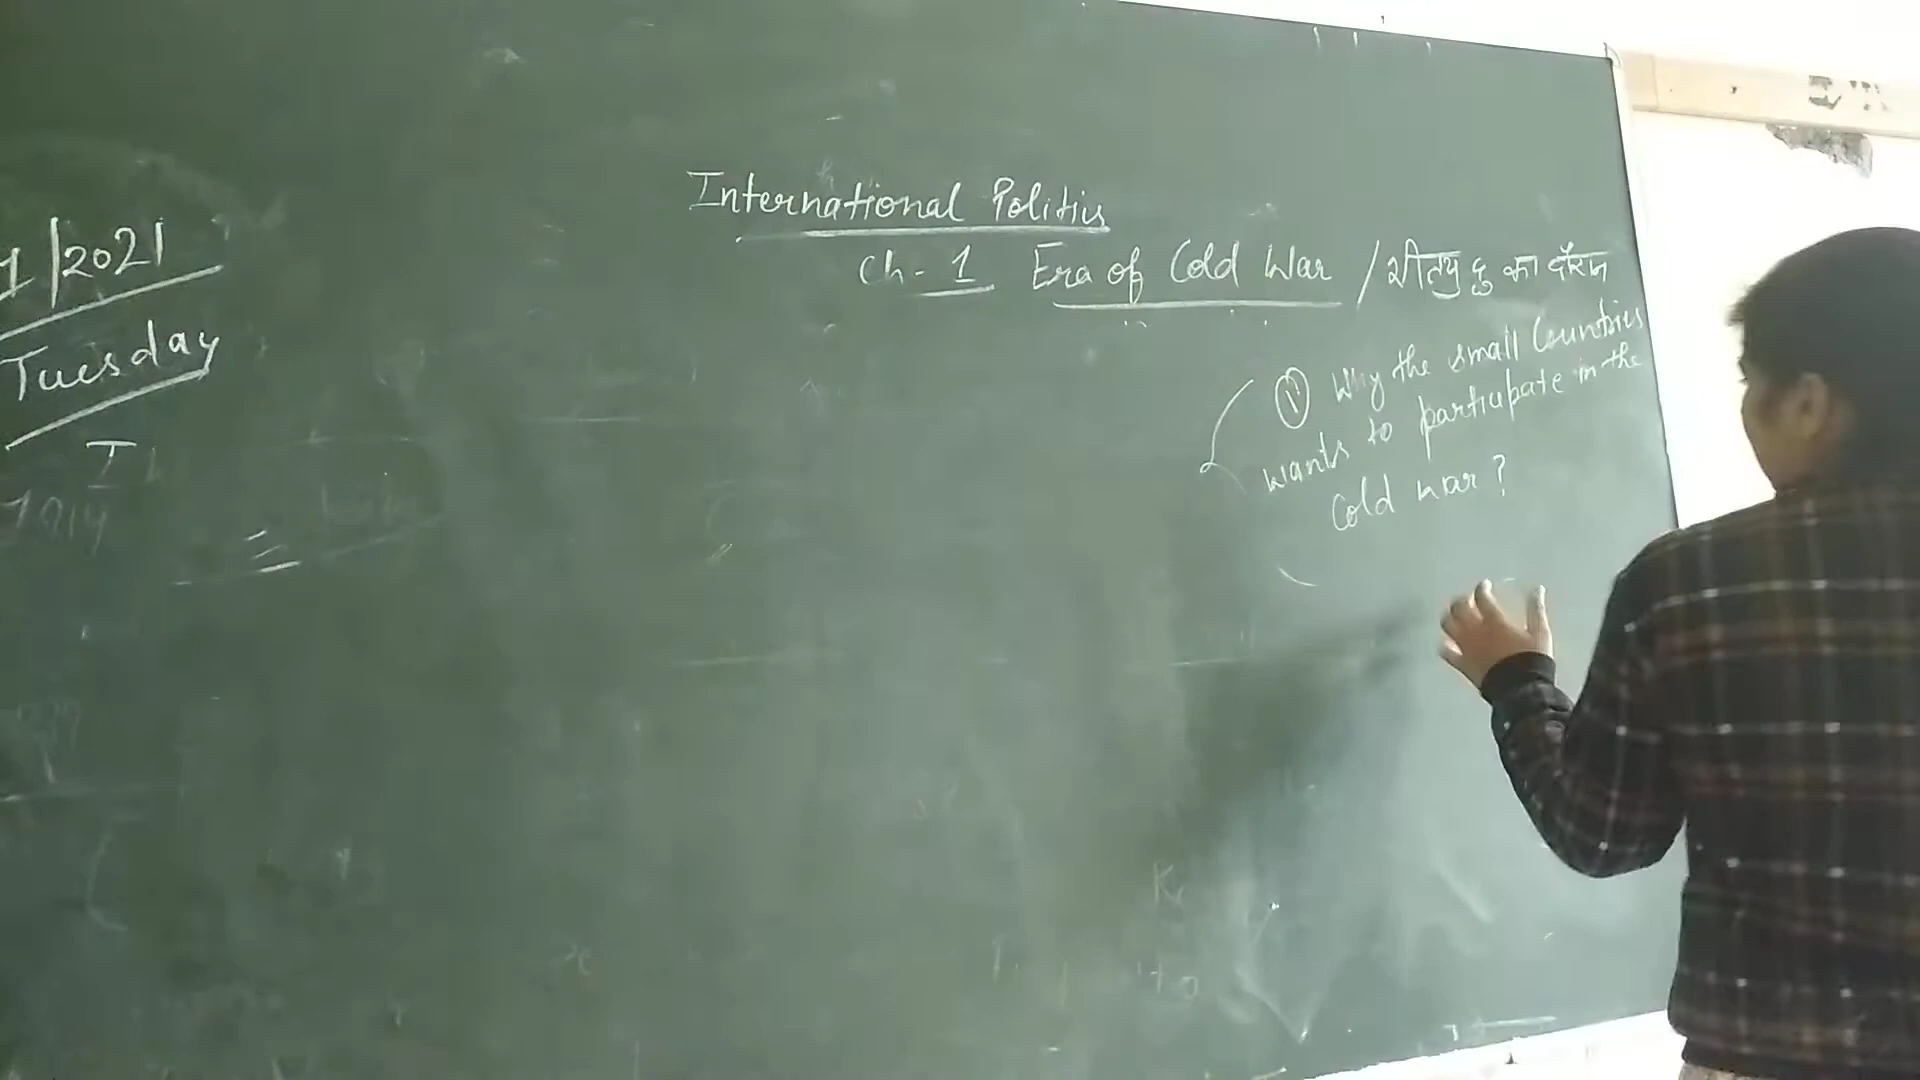 1/2021
Tuesday
International Politics
Ch-1 Era of Cold War / शीतयुद्ध का दौर
① Why the small Countries
wants to participate in the
Cold war?